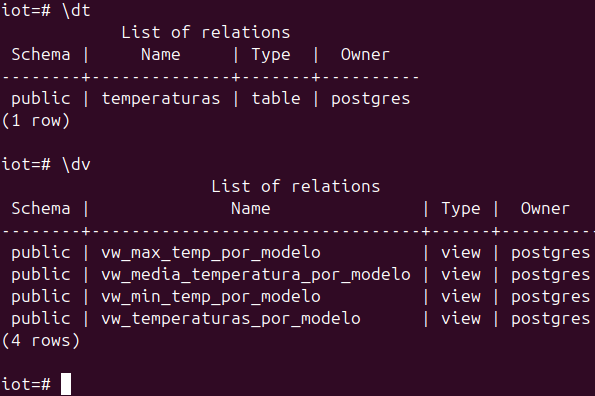 iot=# \dt
            List of relations
 Schema |     Name     | Type  |  Owner
--------+--------------+-------+----------
 public | temperaturas | table | postgres
(1 row)
iot=# \dv
                     List of relations
 Schema |              Name              | Type |  Owner
--------+--------------------------------+------+----------
 public | vw_max_temp_por_modelo         | view | postgres
 public | vw_media_temperatura_por_modelo | view | postgres
 public | vw_min_temp_por_modelo         | view | postgres
 public | vw_temperaturas_por_modelo     | view | postgres
(4 rows)
iot=#